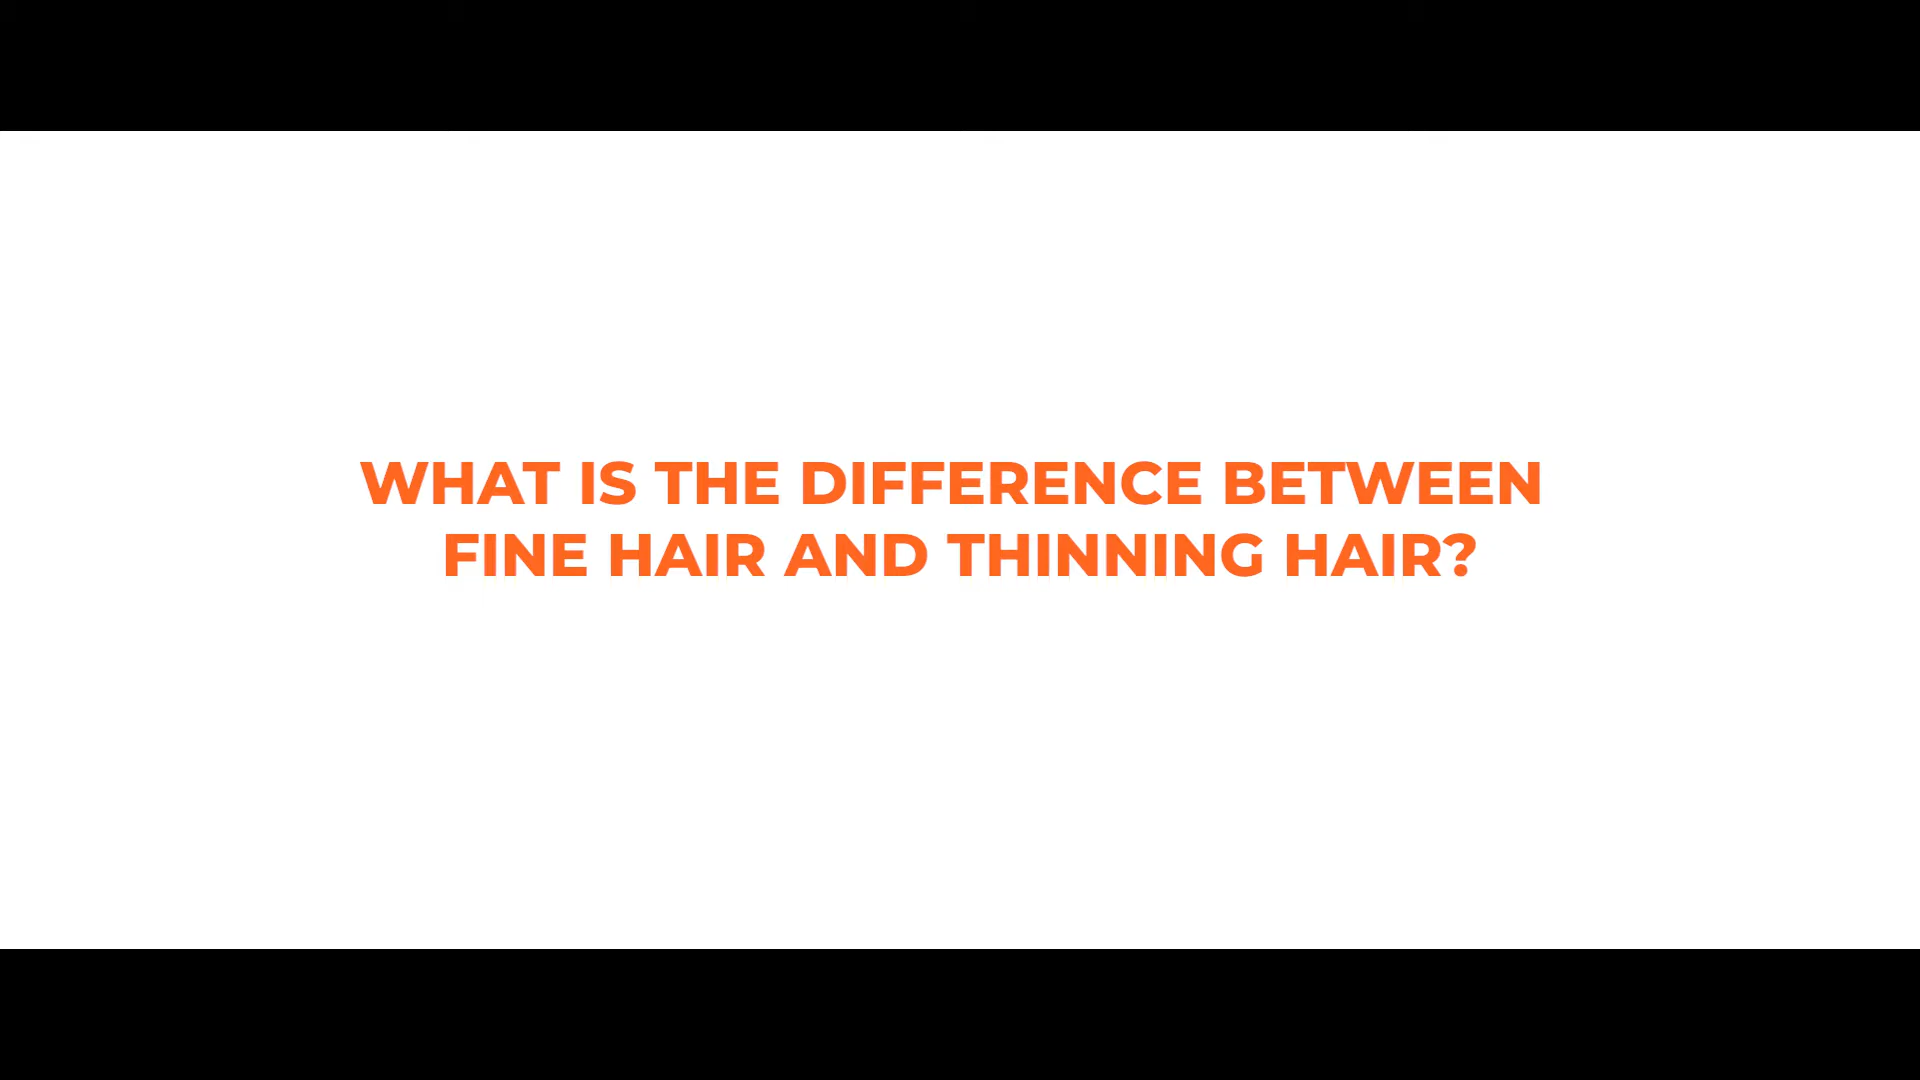 WHAT IS THE DIFFERENCE BETWEEN
FINE HAIR AND THINNING HAIR?